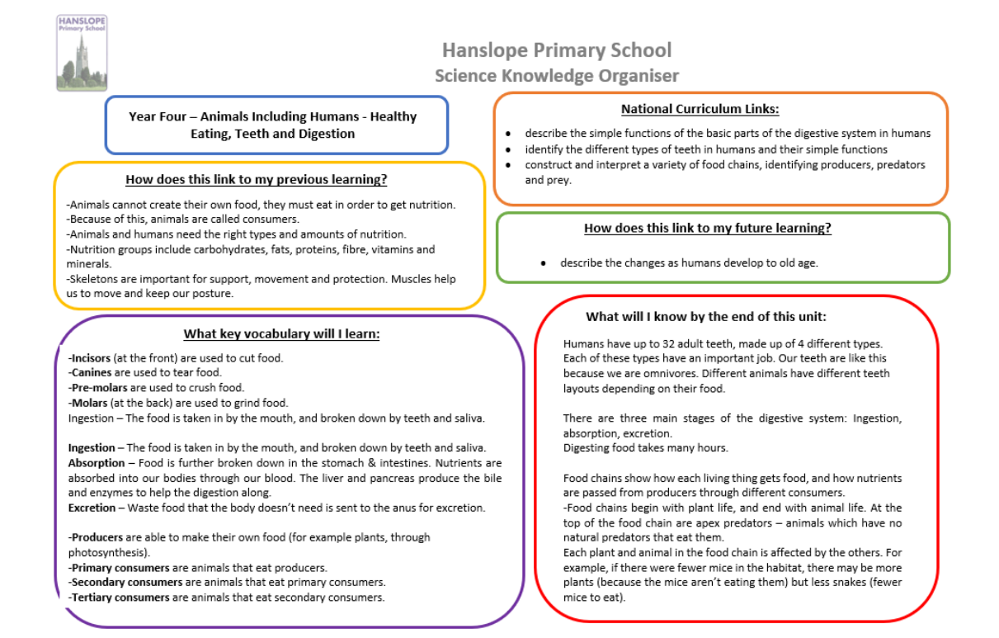 HANSLOPE
Primary School
Hanslope Primary School
Science Knowledge Organiser
Year Four – Animals Including Humans - Healthy
Eating, Teeth and Digestion
National Curriculum Links:
• describe the simple functions of the basic parts of the digestive system in humans
• identify the different types of teeth in humans and their simple functions
• construct and interpret a variety of food chains, identifying producers, predators
and prey.
How does this link to my previous learning?
-Animals cannot create their own food, they must eat in order to get nutrition.
-Because of this, animals are called consumers.
-Animals and humans need the right types and amounts of nutrition.
-Nutrition groups include carbohydrates, fats, proteins, fibre, vitamins and
minerals.
-Skeletons are important for support, movement and protection. Muscles help
us to move and keep our posture.
How does this link to my future learning?
• describe the changes as humans develop to old age.
What key vocabulary will I learn:
-Incisors (at the front) are used to cut food.
-Canines are used to tear food.
-Pre-molars are used to crush food.
-Molars (at the back) are used to grind food.
Ingestion – The food is taken in by the mouth, and broken down by teeth and saliva.
Ingestion – The food is taken in by the mouth, and broken down by teeth and saliva.
Absorption – Food is further broken down in the stomach & intestines. Nutrients are
absorbed into our bodies through our blood. The liver and pancreas produce the bile
and enzymes to help the digestion along.
Excretion – Waste food that the body doesn't need is sent to the anus for excretion.
-Producers are able to make their own food (for example plants, through
photosynthesis).
-Primary consumers are animals that eat producers.
-Secondary consumers are animals that eat primary consumers.
-Tertiary consumers are animals that eat secondary consumers.
What will I know by the end of this unit:
Humans have up to 32 adult teeth, made up of 4 different types.
Each of these types have an important job. Our teeth are like this
because we are omnivores. Different animals have different teeth
layouts depending on their food.
There are three main stages of the digestive system: Ingestion,
absorption, excretion.
Digesting food takes many hours.
Food chains show how each living thing gets food, and how nutrients
are passed from producers through different consumers.
-Food chains begin with plant life, and end with animal life. At the
top of the food chain are apex predators – animals which have no
natural predators that eat them.
Each plant and animal in the food chain is affected by the others. For
example, if there were fewer mice in the habitat, there may be more
plants (because the mice aren't eating them) but less snakes (fewer
mice to eat).